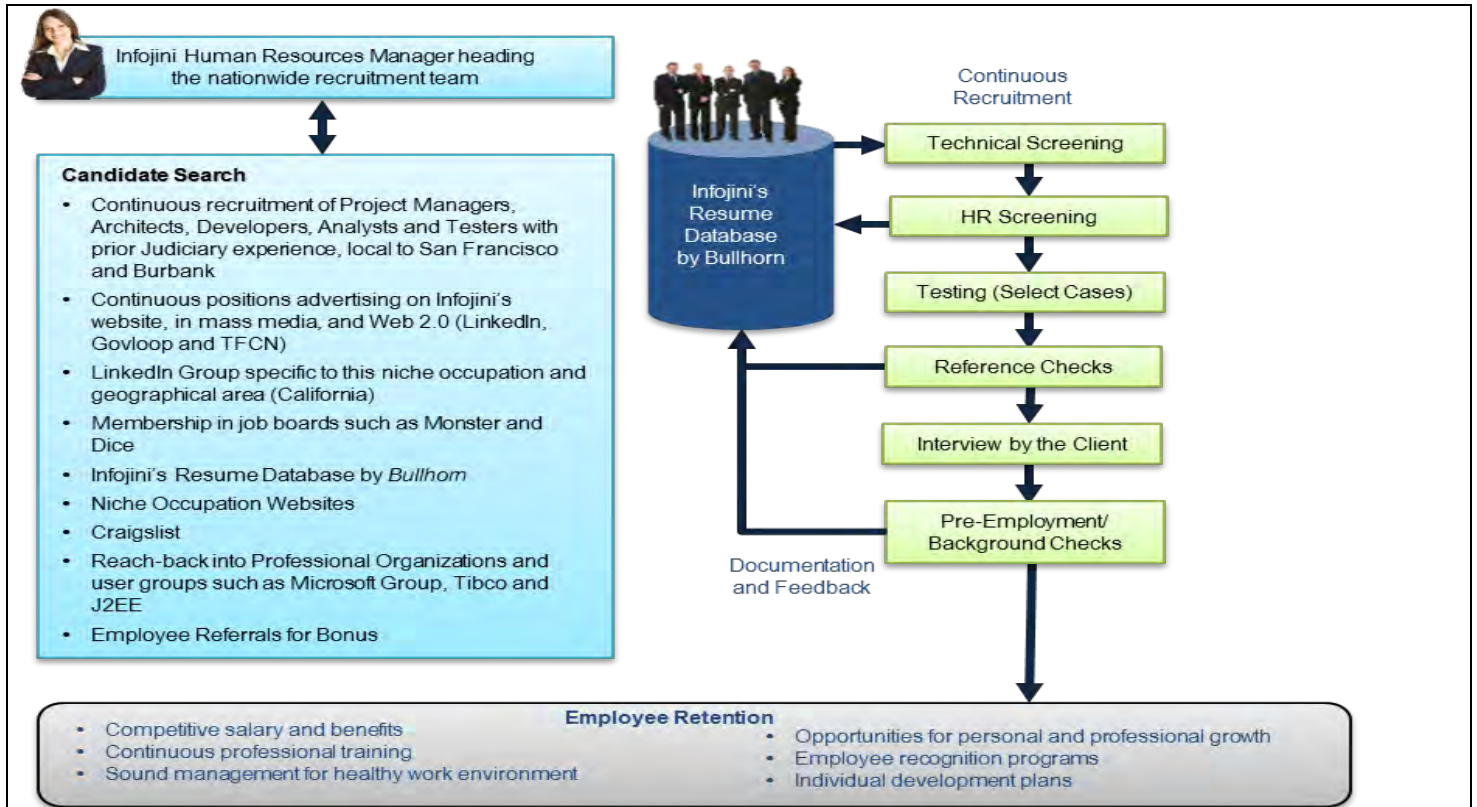 Infojini Human Resources Manager heading
the nationwide recruitment team
Candidate Search
• Continuous recruitment of Project Managers,
Architects, Developers, Analysts and Testers with
prior Judiciary experience, local to San Francisco
and Burbank
• Continuous positions advertising on Infojini's
website, in mass media, and Web 2.0 (LinkedIn,
Govloop and TFCN)
• LinkedIn Group specific to this niche occupation and
geographical area (California)
• Membership in job boards such as Monster and
Dice
• Infojini's Resume Database by Bullhorn
• Niche Occupation Websites
• Craigslist
• Reach-back into Professional Organizations and
user groups such as Microsoft Group, Tibco and
J2EE
• Employee Referrals for Bonus
Infojini's
Resume
Database
by Bullhorn
Continuous
Recruitment
Technical Screening
HR Screening
Testing (Select Cases)
Reference Checks
Interview by the Client
Pre-Employment/
Background Checks
Documentation
and Feedback
Employee Retention
• Competitive salary and benefits
• Continuous professional training
• Sound management for healthy work environment
• Opportunities for personal and professional growth
• Employee recognition programs
• Individual development plans